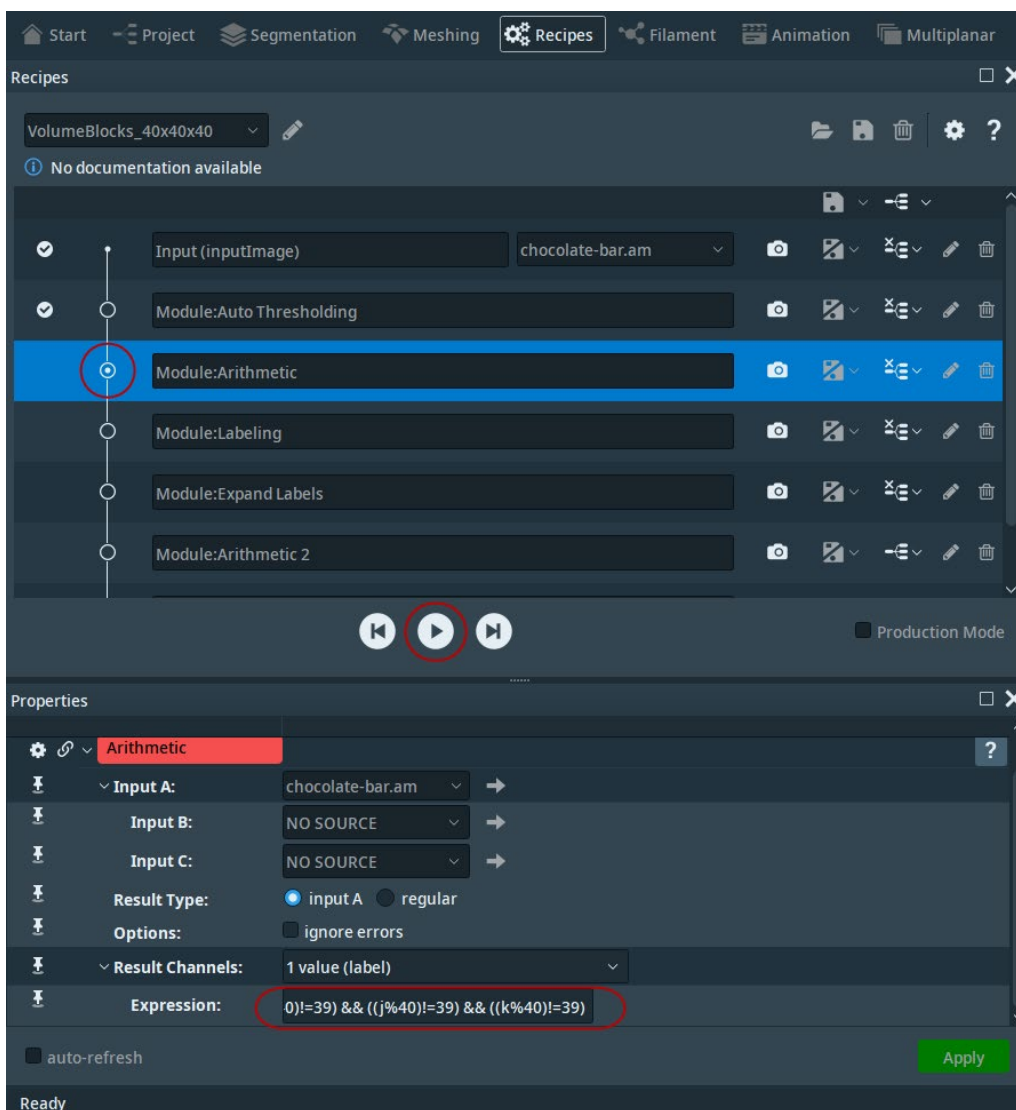 Start Project Segmentation Meshing Recipes Filament Animation Multiplanar
Recipes
VolumeBlocks_40x40x40
?
No documentation available
Input (inputImage) chocolate-bar.am
Module:Auto Thresholding
Module:Arithmetic
Module:Labeling
Module:Expand Labels
Module:Arithmetic 2
Production Mode
Properties
Arithmetic ?
Input A: chocolate-bar.am
Input B: NO SOURCE
Input C: NO SOURCE
Result Type: input A regular
Options: ignore errors
Result Channels: 1 value (label)
Expression: 0)!=39) && ((j%40)!=39) && ((k%40)!=39)
auto-refresh Apply
Ready